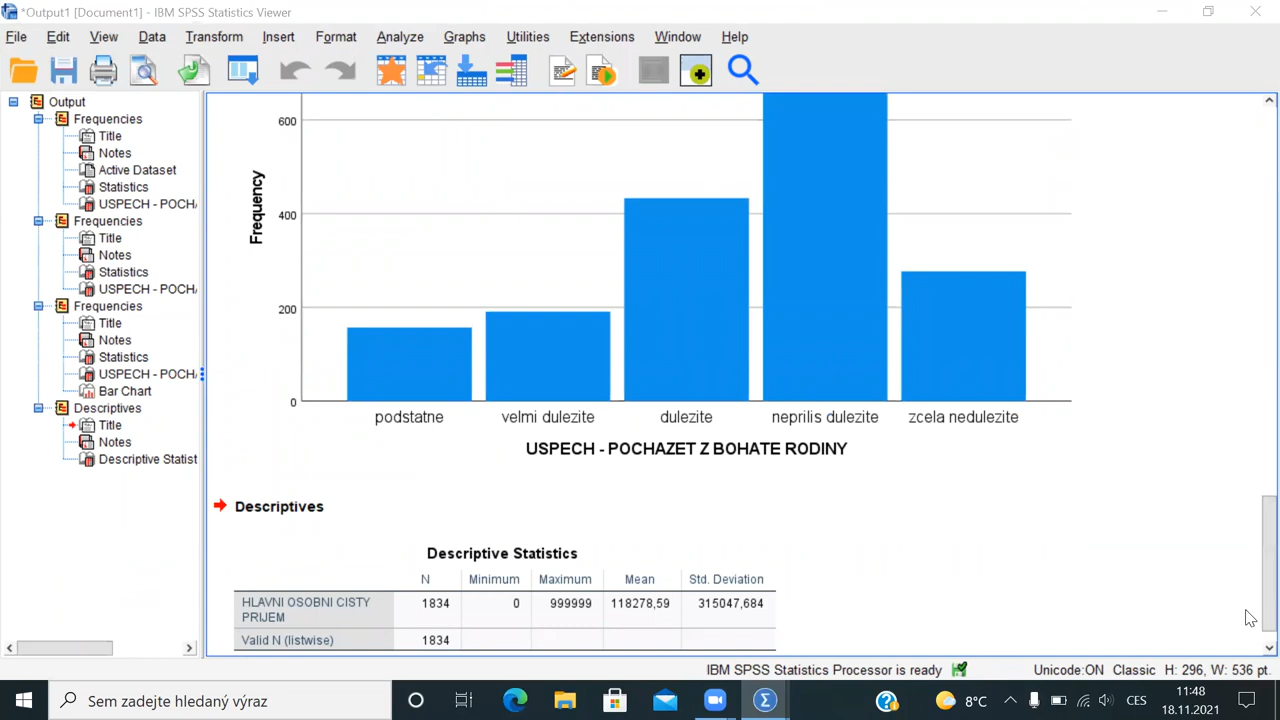 *Output1 [Document1] - IBM SPSS Statistics Viewer
File Edit View Data Transform Insert Format Analyze Graphs Utilities Extensions Window Help
Output
Frequencies
Title
Notes
Active Dataset
Statistics
USPECH - POCHA
Frequencies
Title
Notes
Statistics
USPECH - POCHA
Frequencies
Title
Notes
Statistics
USPECH - POCHA
Bar Chart
Descriptives
Title
Notes
Descriptive Statist
Frequency
600
400
200
0
podstatne velmi dulezite dulezite neprilis dulezite zcela nedulezite
USPECH - POCHAZET Z BOHATE RODINY
Descriptives
Descriptive Statistics
N Minimum Maximum Mean Std. Deviation
HLAVNI OSOBNI CISTY PRIJEM 1834 0 999999 118278,59 315047,684
Valid N (listwise) 1834
IBM SPSS Statistics Processor is ready Unicode:ON Classic H: 296, W: 536 pt.
Sem zadejte hledaný výraz
8°C
CES
11:48
18.11.2021